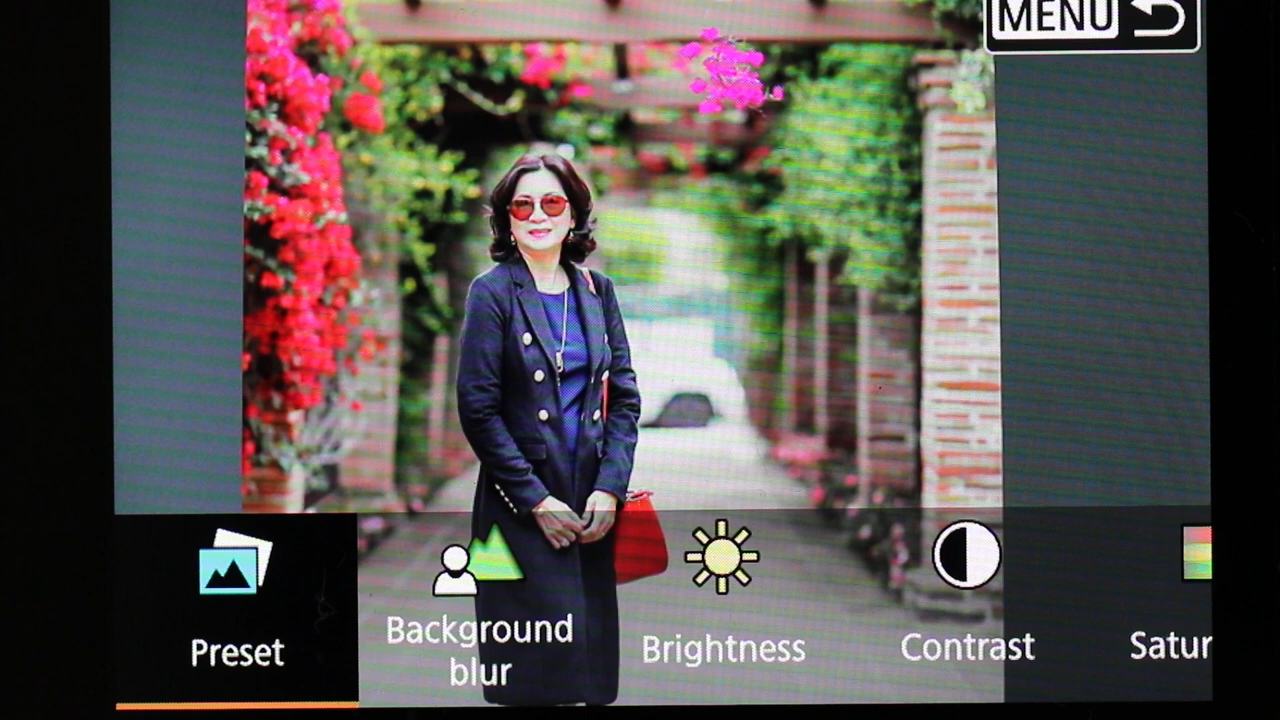 MENU
Preset
Background
blur
Brightness
Contrast
Satur